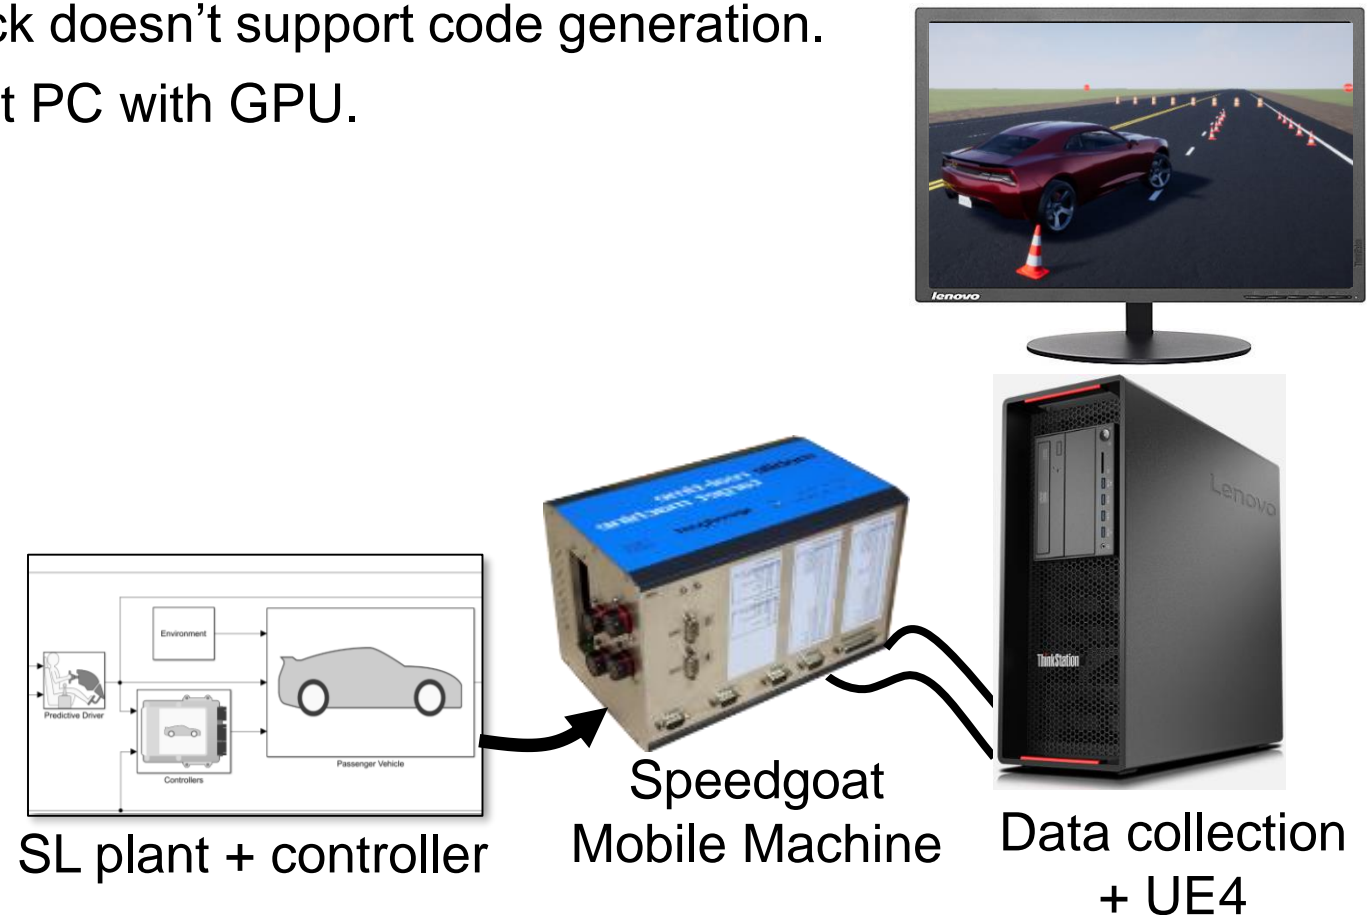 ck doesn’t support code generation.
t PC with GPU.
lenovo
Lenovo
ThinkStation
Environment
Predictive Driver
Controllers
Passenger Vehicle
SL plant + controller
Speedgoat
Mobile Machine
Data collection
+ UE4